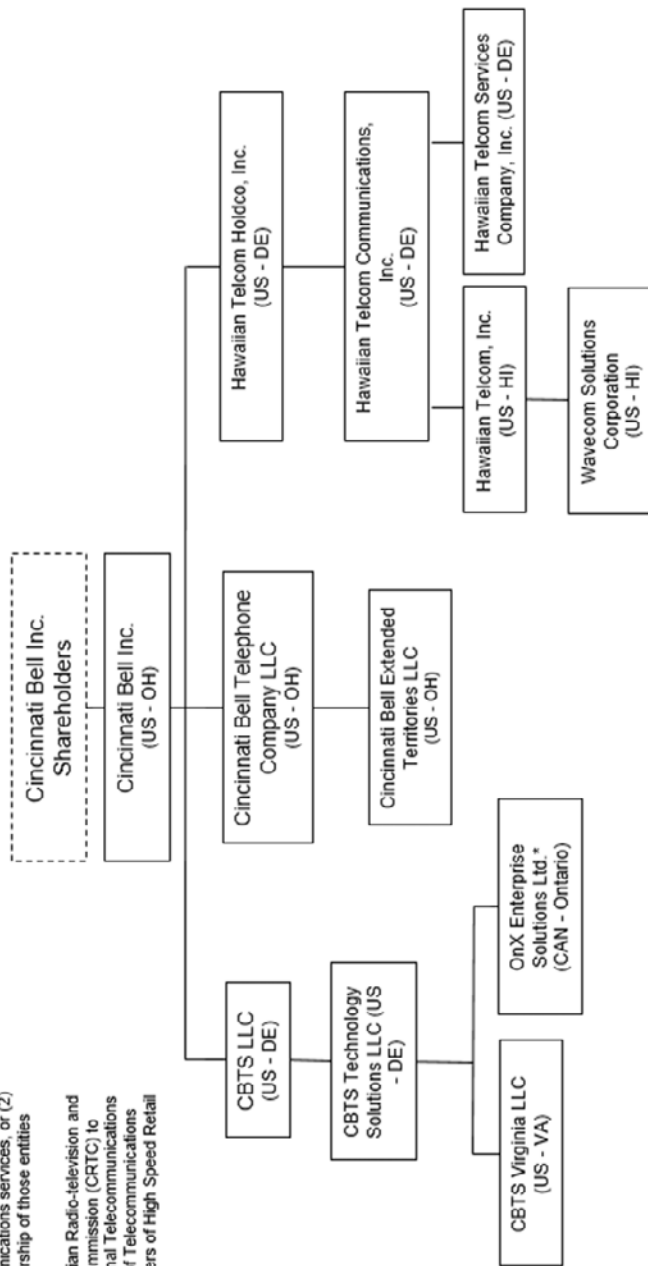 nications services, or (2)
rship of those entities
ian Radio-television and
mmission (CRTC) to
nal Telecommunications
f Telecommunications
ers of High Speed Retail
Cincinnati Bell Inc.
Shareholders
Cincinnati Bell Inc.
(US - OH)
CBTS LLC
(US - DE)
CBTS Technology
Solutions LLC (US
- DE)
CBTS Virginia LLC
(US - VA)
OnX Enterprise
Solutions Ltd.*
(CAN - Ontario)
Cincinnati Bell Telephone
Company LLC
(US - OH)
Cincinnati Bell Extended
Territories LLC
(US - OH)
Hawaiian Telcom Holdco, Inc.
(US - DE)
Hawaiian Telcom Communications,
Inc.
(US - DE)
Hawaiian Telcom, Inc.
(US - HI)
Hawaiian Telcom Services
Company, Inc. (US - DE)
Wavecom Solutions
Corporation
(US - HI)